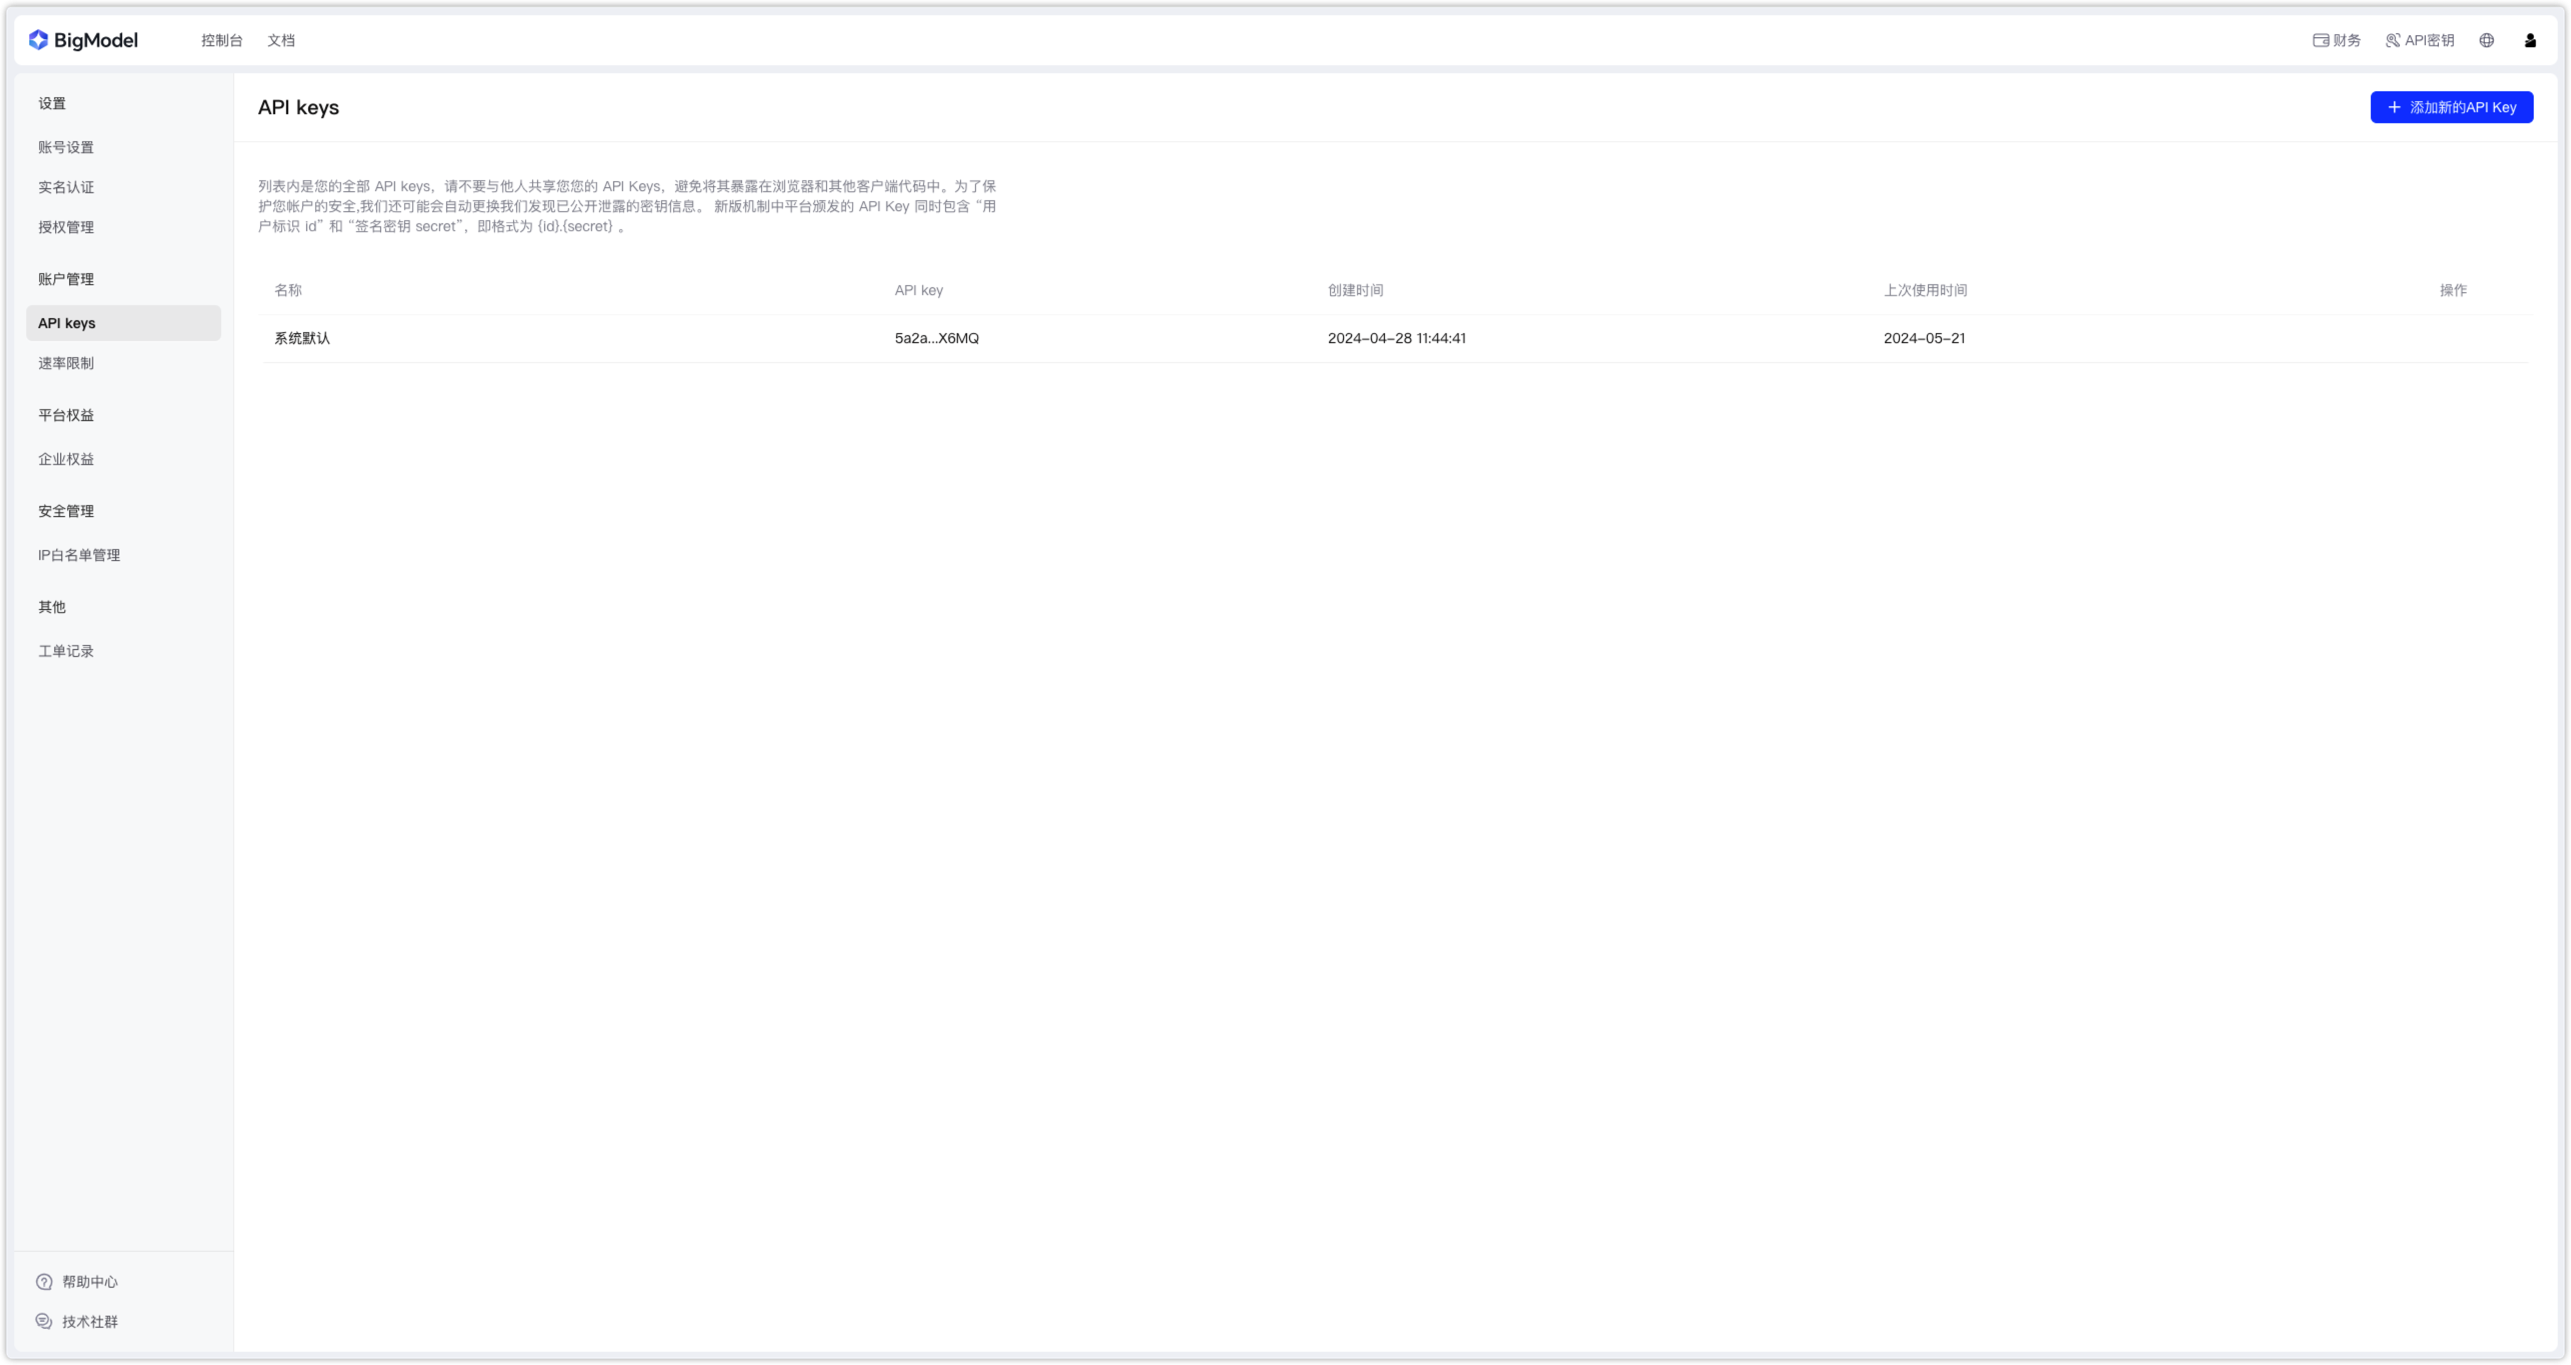 BigModel
控制台
文档
财务
API密钥
设置
账号设置
实名认证
授权管理
账户管理
API keys
速率限制
平台权益
企业权益
安全管理
IP白名单管理
其他
工单记录
帮助中心
技术社群
API keys
添加新的API Key
列表内是您的全部 API keys，请不要与他人共享您您的 API Keys，避免将其暴露在浏览器和其他客户端代码中。为了保
护您帐户的安全,我们还可能会自动更换我们发现已公开泄露的密钥信息。 新版机制中平台颁发的 API Key 同时包含 “用
户标识 id” 和 “签名密钥 secret”，即格式为 {id}.{secret} 。
名称 API key 创建时间 上次使用时间 操作
系统默认 5a2a...X6MQ 2024-04-28 11:44:41 2024-05-21